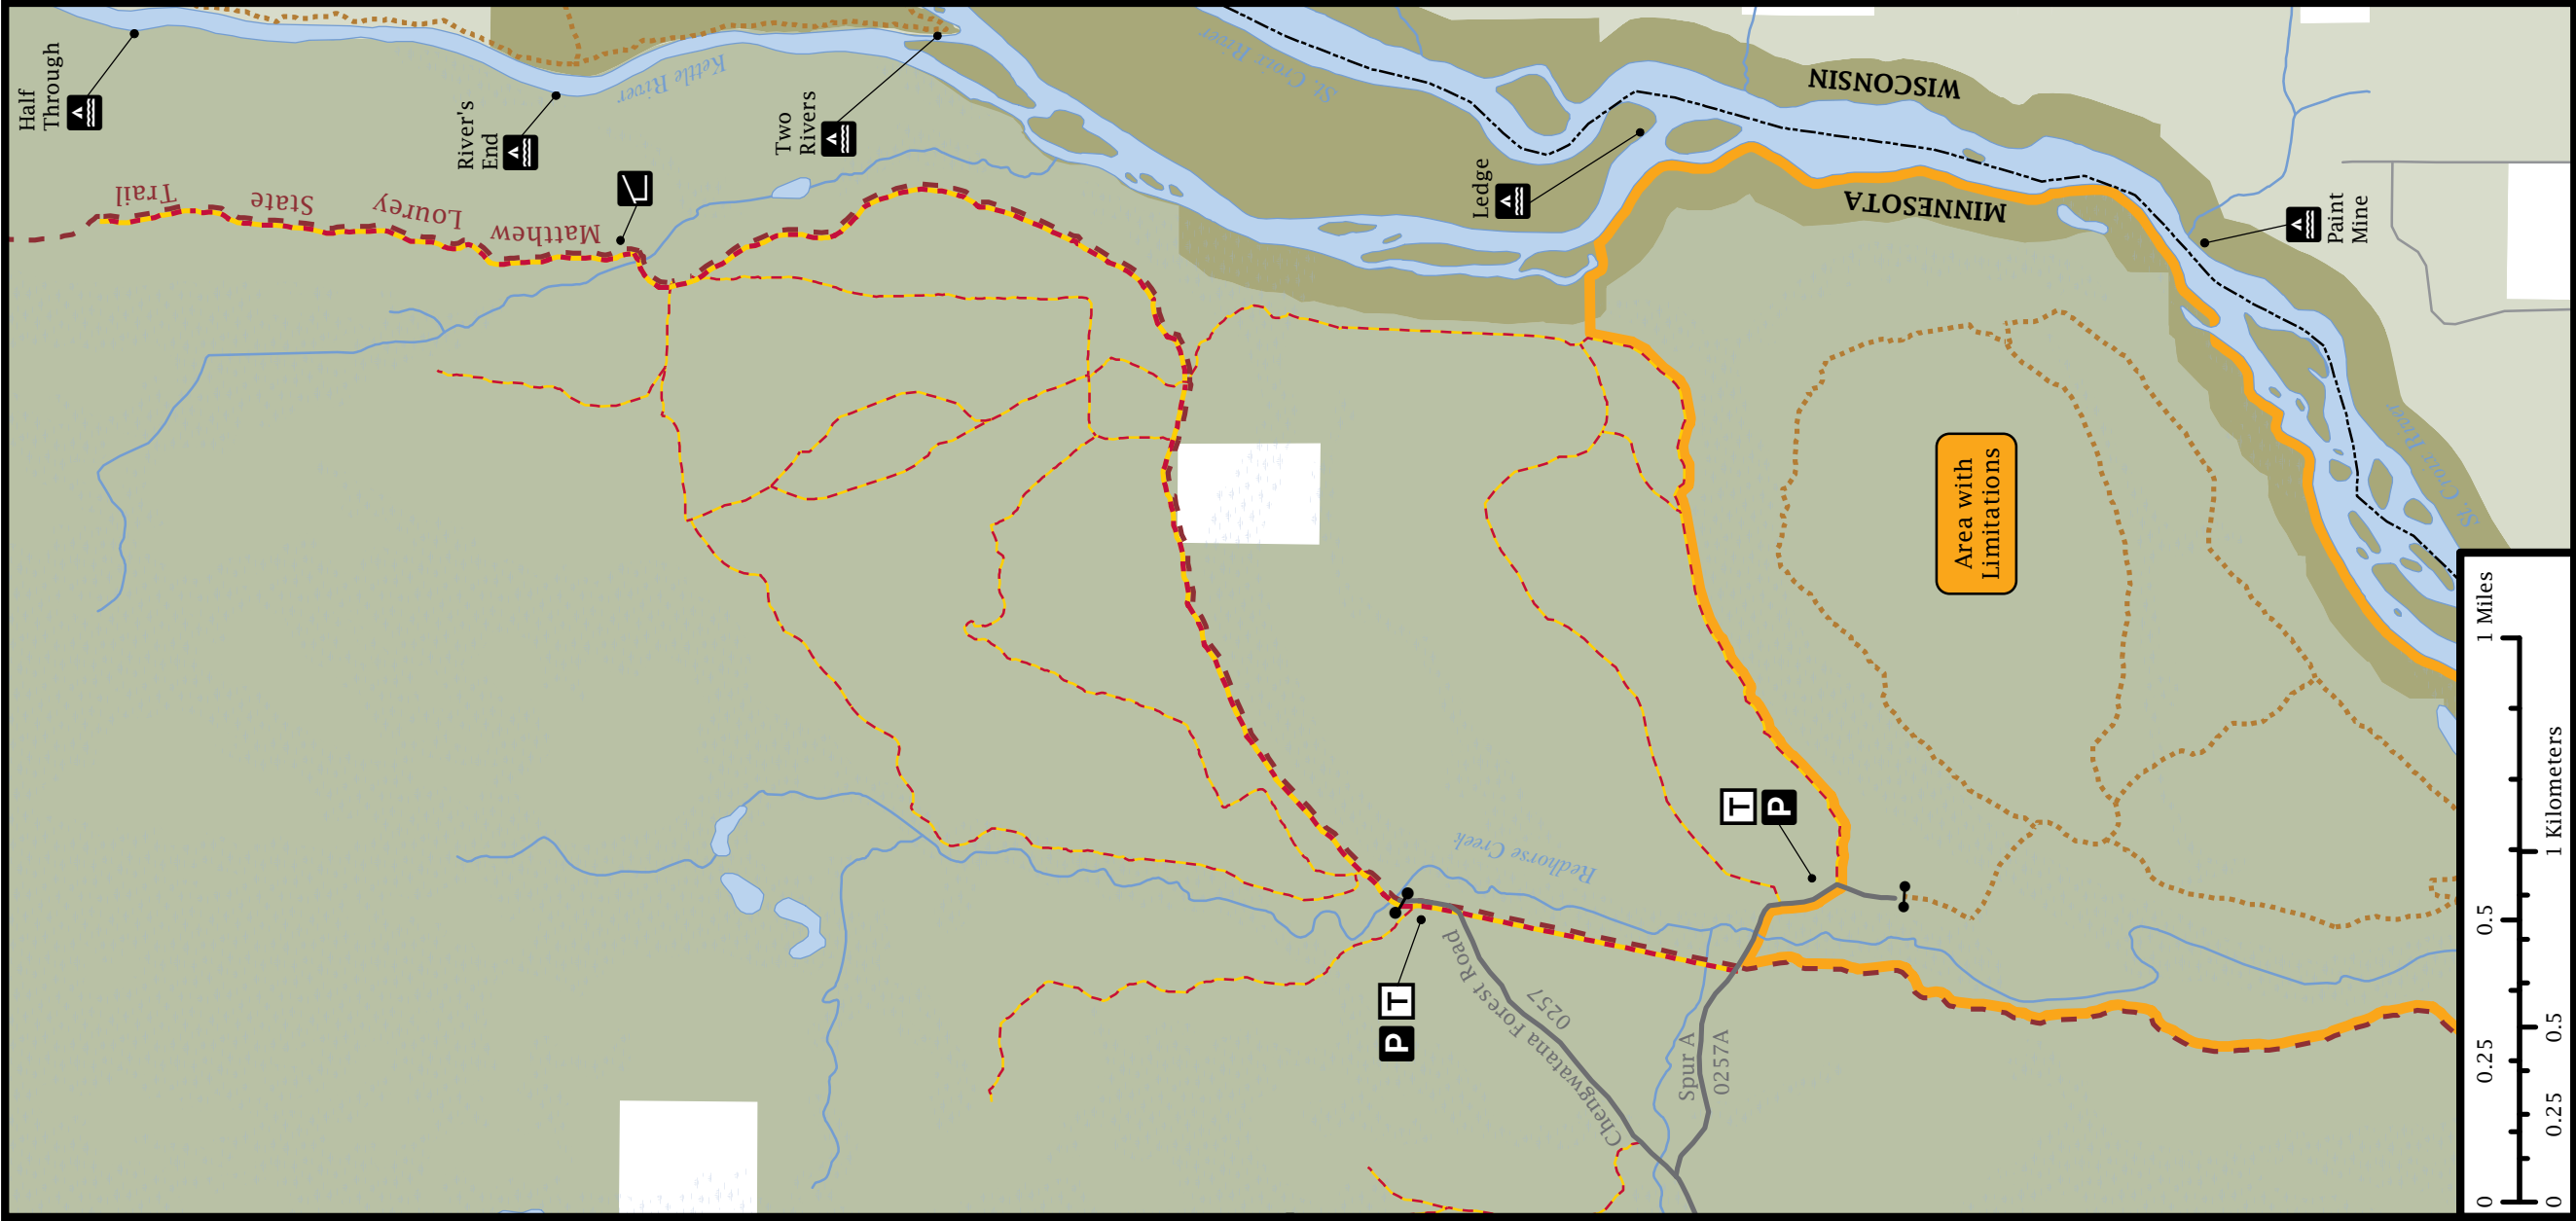 Half
Through
River's
End
Two
Rivers
Kettle River
St. Croix River
WISCONSIN
MINNESOTA
Ledge
Paint
Mine
St. Croix River
Matthew
Lourey
State
Trail
Area with
Limitations
T
P
Redhorse Creek
P
T
Chengwatana Forest Road
0257
Spur A
0257A
0 0.25 0.5 1 Miles
0 0.25 0.5 1 Kilometers